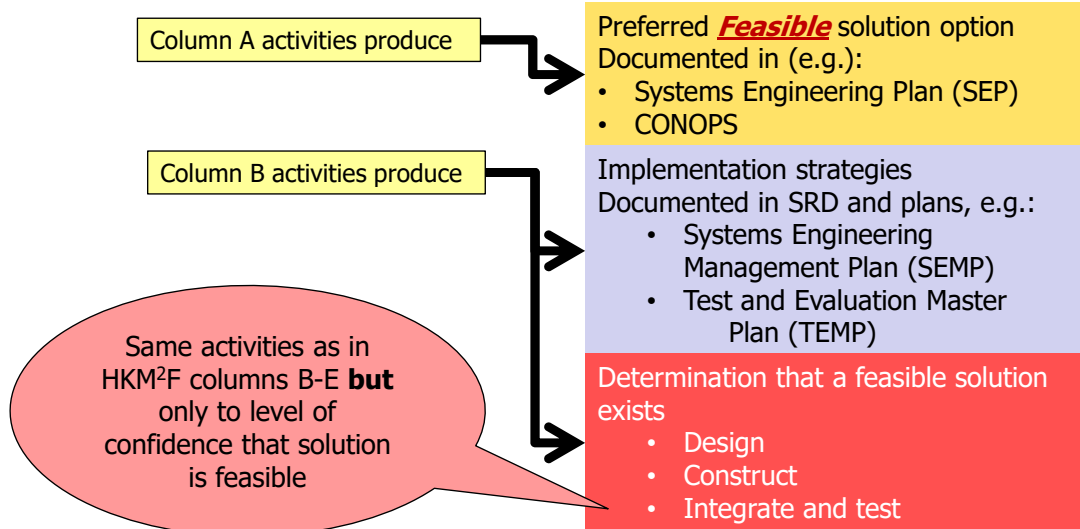 Column A activities produce
Preferred Feasible solution option
Documented in (e.g.):
• Systems Engineering Plan (SEP)
• CONOPS
Column B activities produce
Implementation strategies
Documented in SRD and plans, e.g.:
• Systems Engineering
Management Plan (SEMP)
• Test and Evaluation Master
Plan (TEMP)
Same activities as in
HKM²F columns B-E but
only to level of
confidence that solution
is feasible
Determination that a feasible solution
exists
• Design
• Construct
• Integrate and test